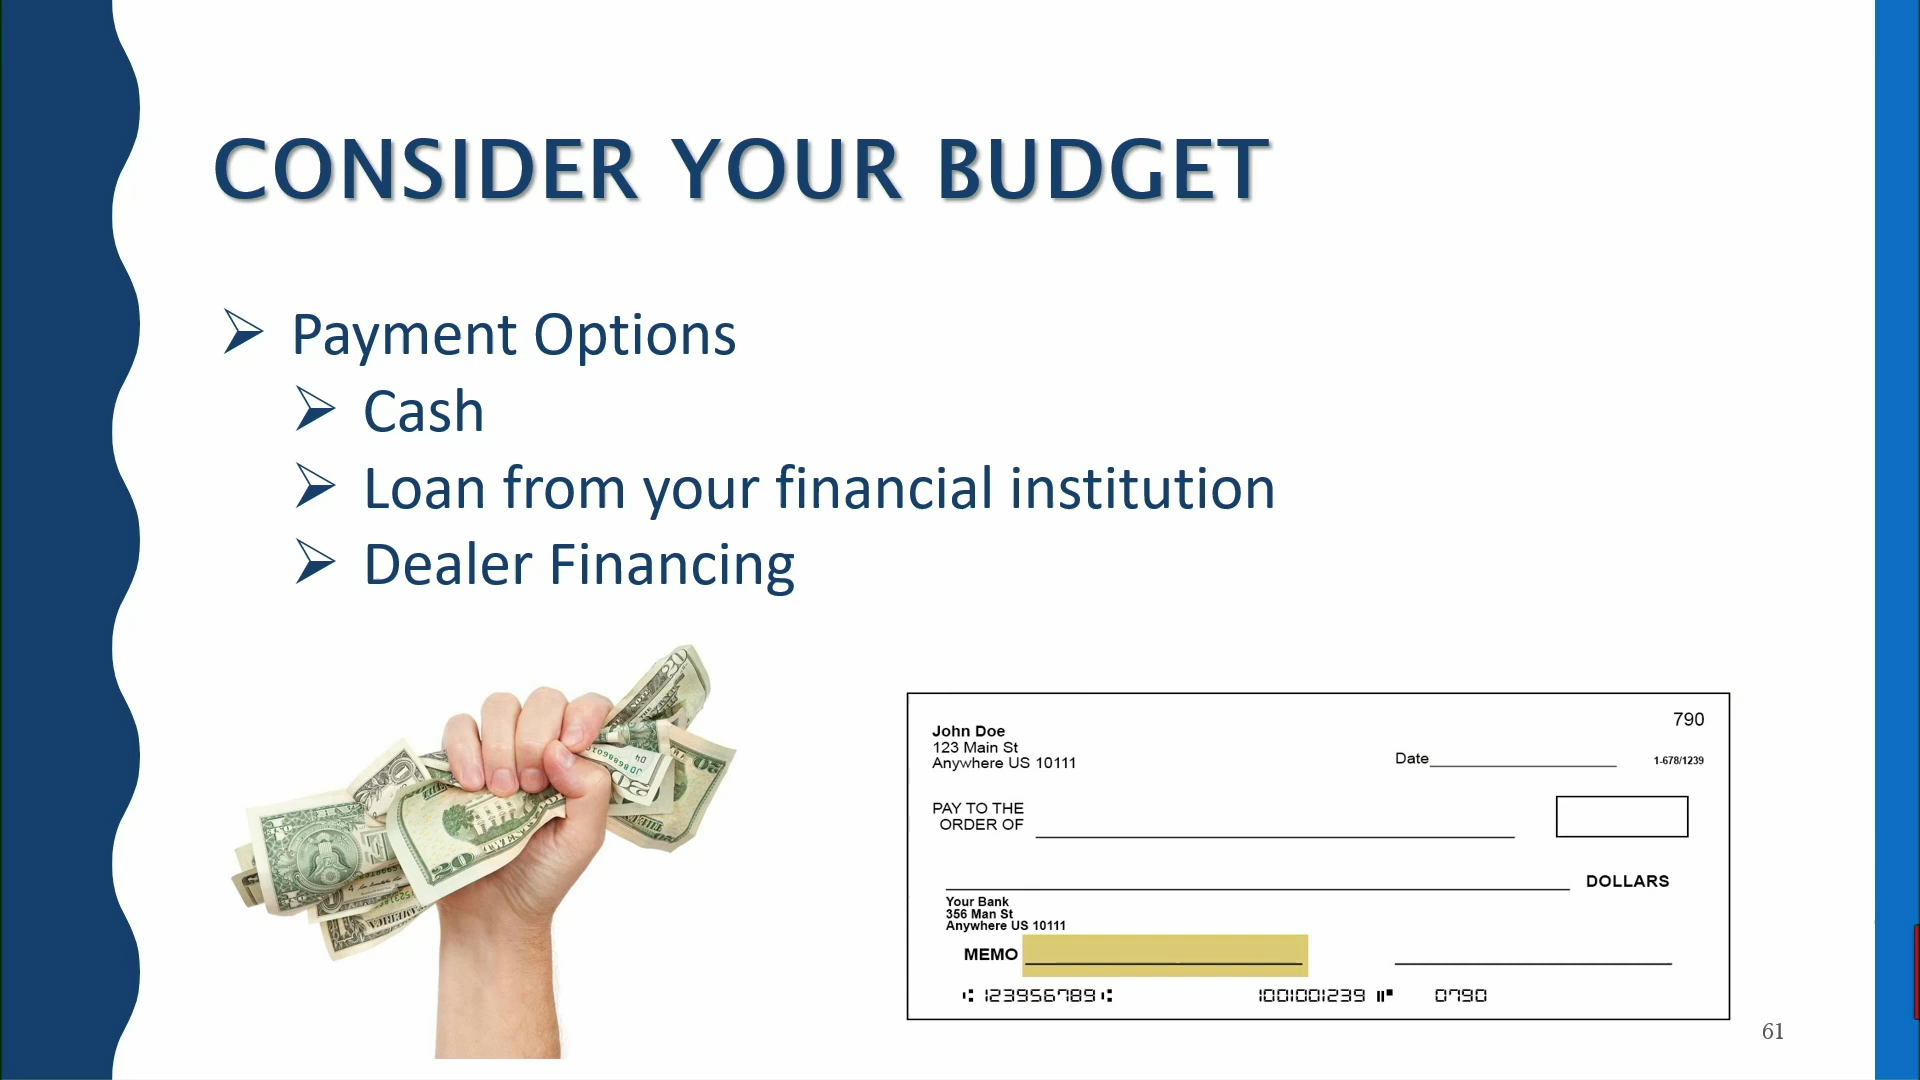 CONSIDER YOUR BUDGET
Payment Options
Cash
Loan from your financial institution
Dealer Financing
790
John Doe
123 Main St
Anywhere US 10111
Date
1-678/1239
PAY TO THE
ORDER OF
DOLLARS
Your Bank
356 Man St
Anywhere US 10111
MEMO
123956789 1001001239 0790
61